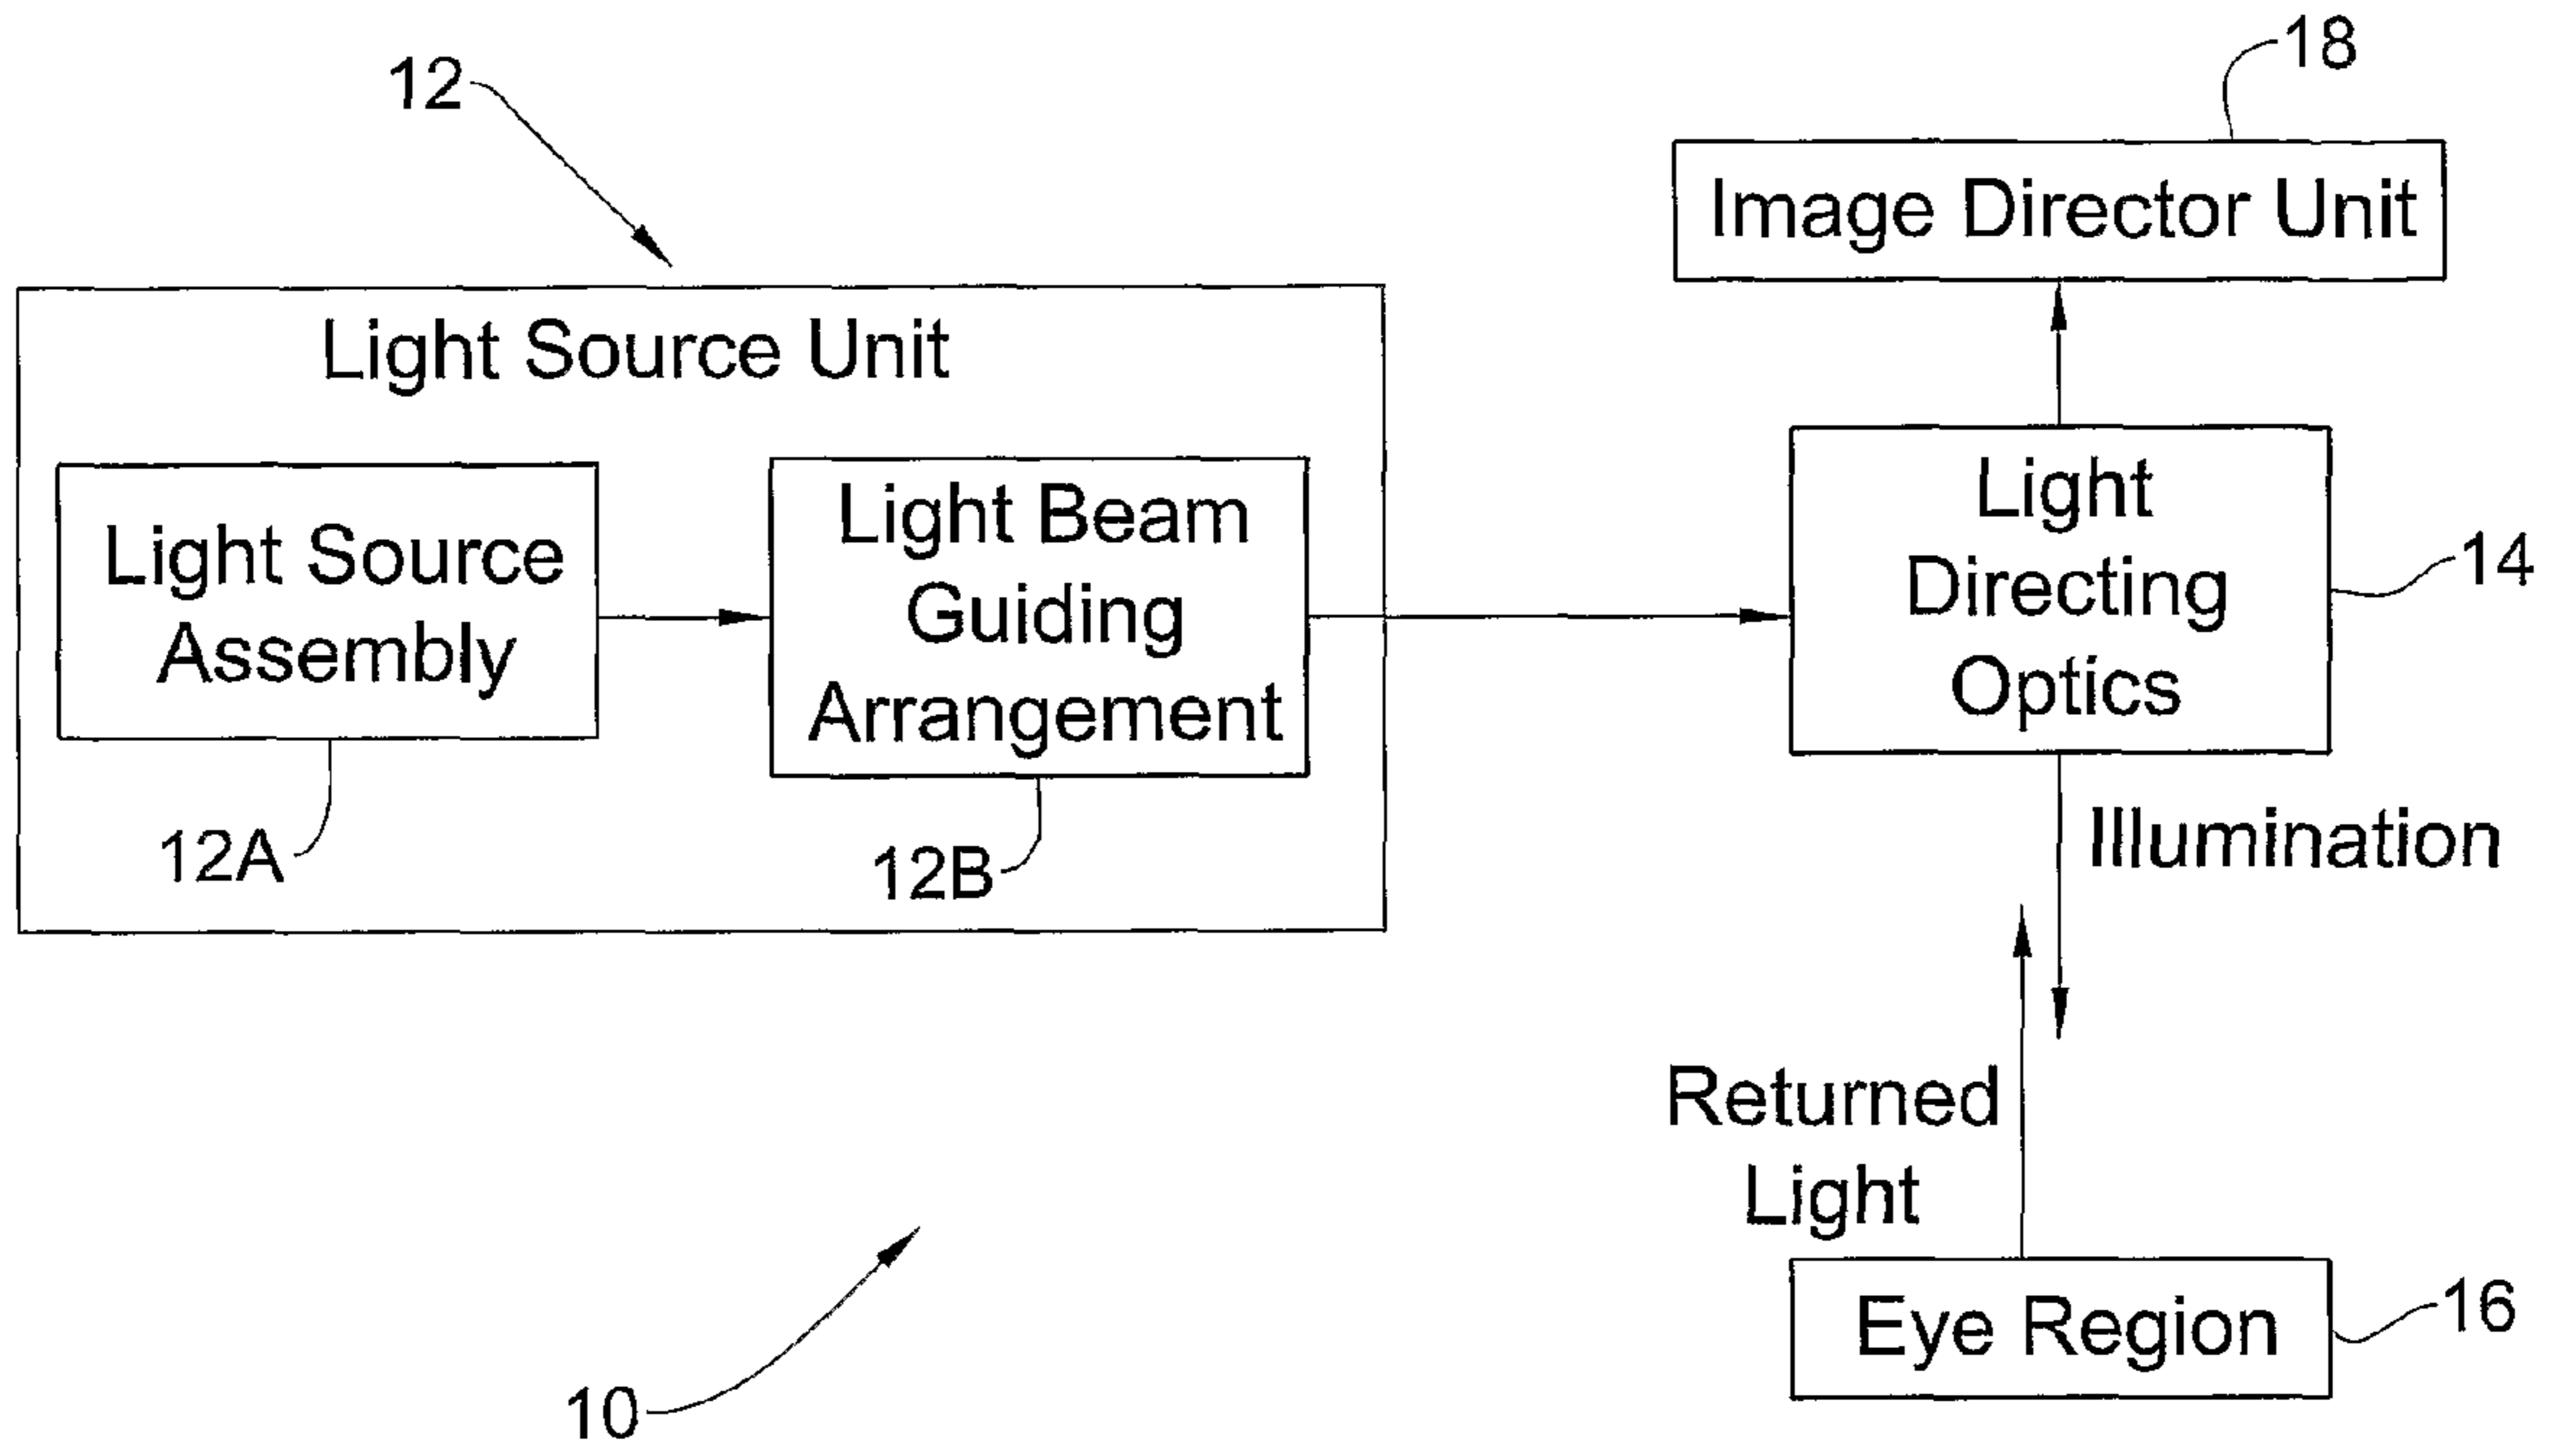 18
12
Image Director Unit
Light Source Unit
Light Source
Assembly
Light Beam
Guiding
Arrangement
Light
Directing
Optics
14
12A
12B
Illumination
Returned
Light
Eye Region
16
10